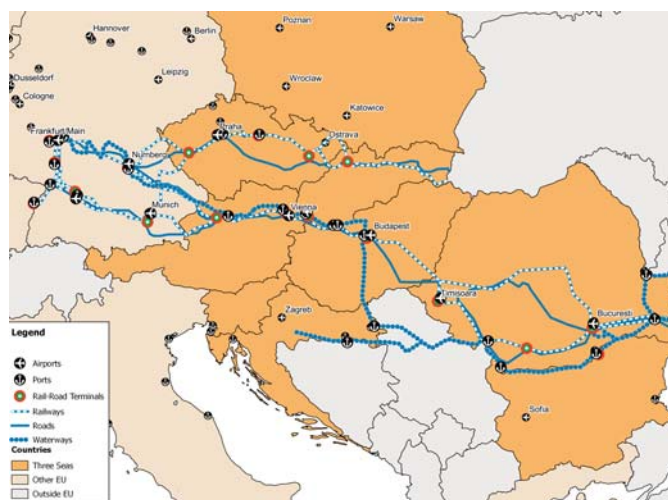 Hannover
Berlin
Poznan
Warsaw
Dusseldorf
Leipzig
Cologne
Wroclaw
Katowice
Frankfurt/Main
Praha
Ostrava
Nürnberg
Munich
Vienna
Budapest
Timisoara
Zagreb
Bucuresti
Sofia
Legend
Airports
Ports
Rail-Road Terminals
Railways
Roads
Waterways
Countries
Three Seas
Other EU
Outside EU